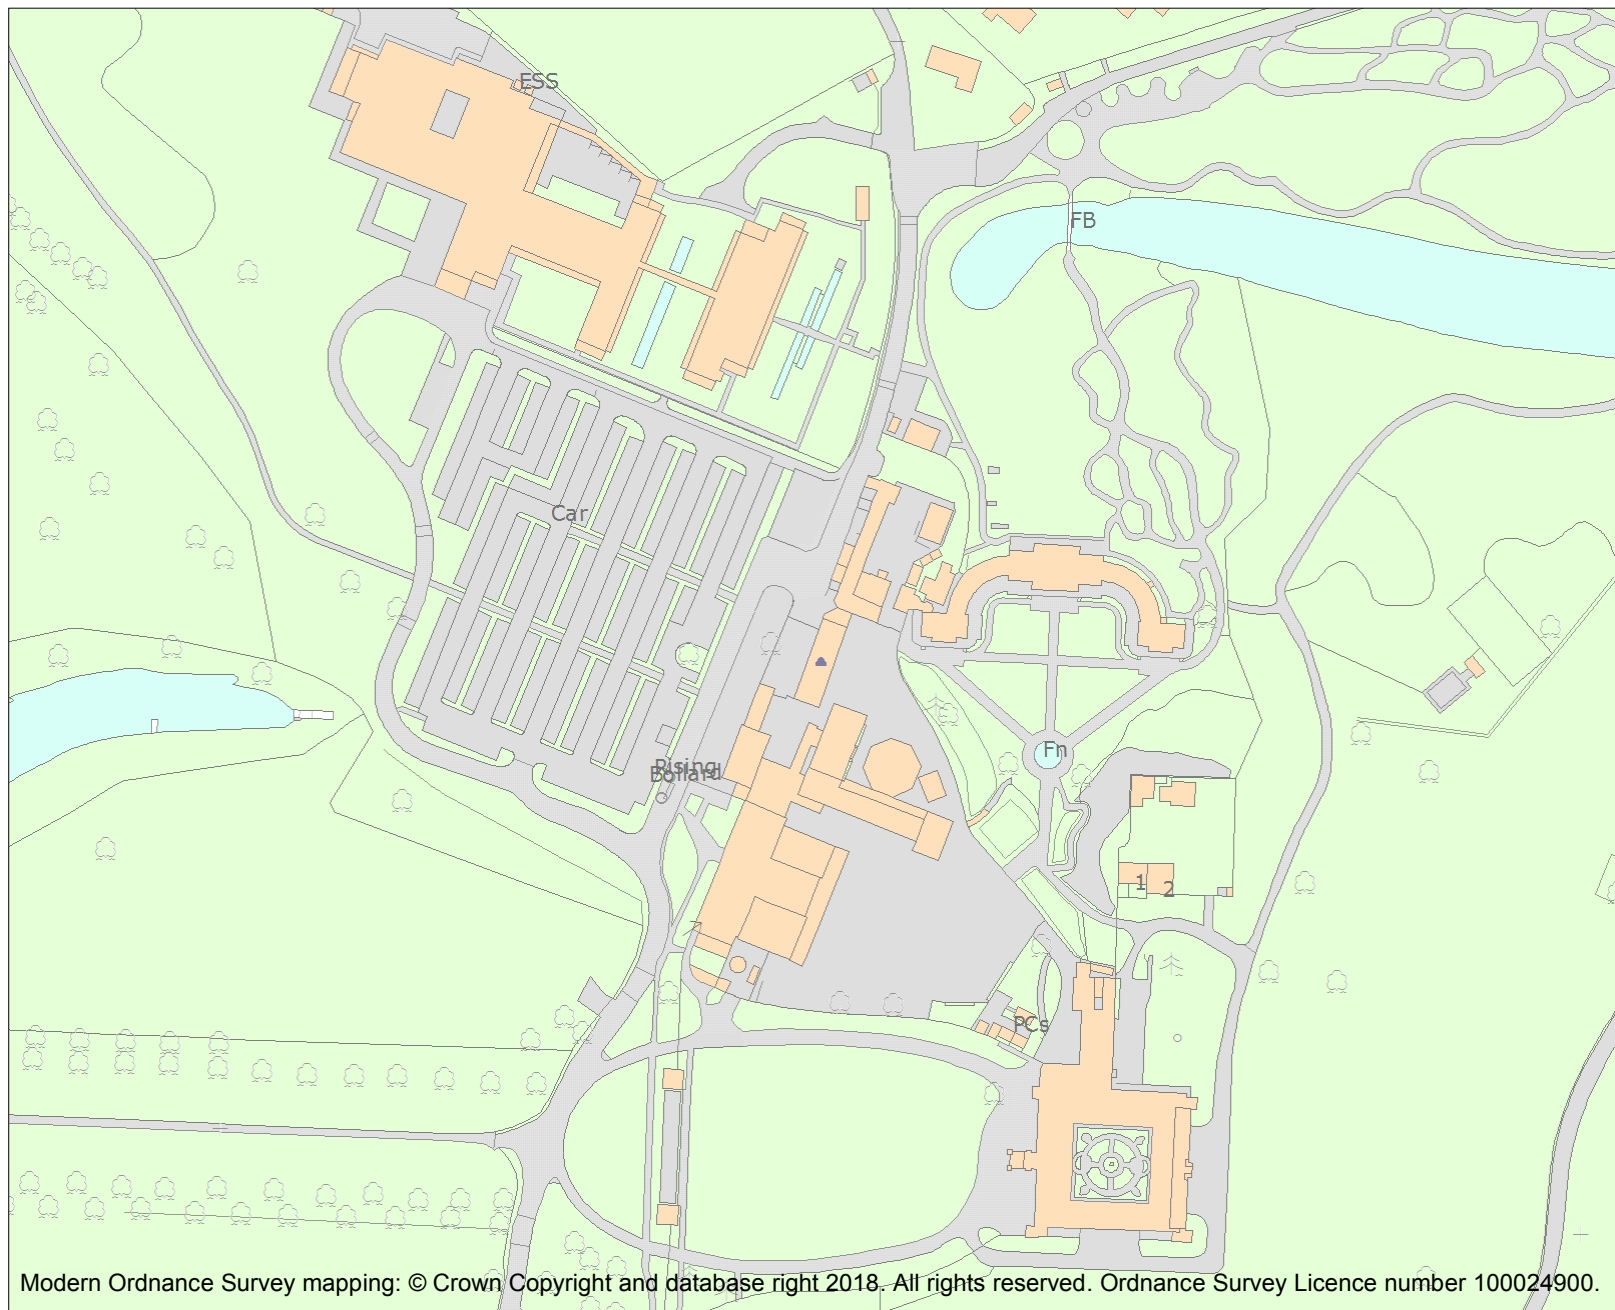 ESS
FB
Car
Rising
Bollard
Fn
1
2
PCs
Modern Ordnance Survey mapping: © Crown Copyright and database right 2018. All rights reserved. Ordnance Survey Licence number 100024900.